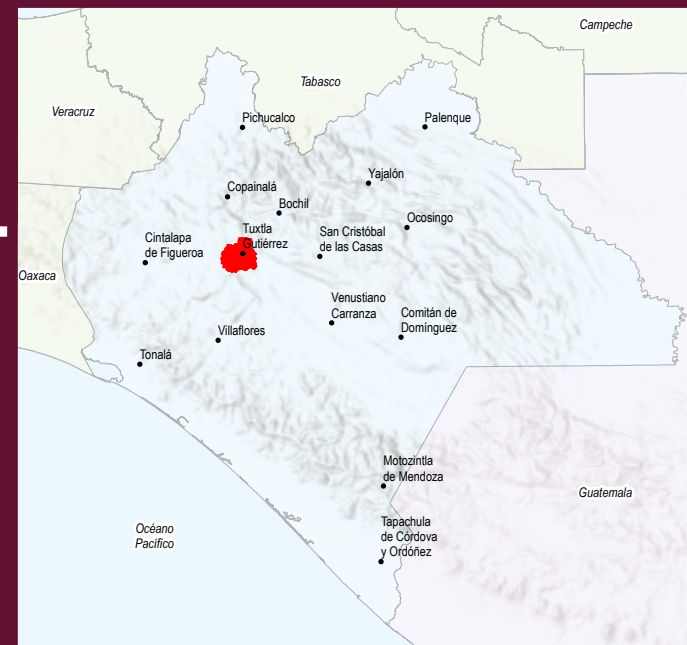 Campeche
Tabasco
Veracruz
Pichucalco
Palenque
Yajalón
Copainalá
Bochil
Ocosingo
Tuxtla
Gutiérrez
San Cristóbal
de las Casas
Cintalapa
de Figueroa
Oaxaca
Venustiano
Carranza
Comitán de
Domínguez
Villaflores
Tonalá
Motozintla
de Mendoza
Guatemala
Océano
Pacífico
Tapachula
de Córdova
y Ordóñez